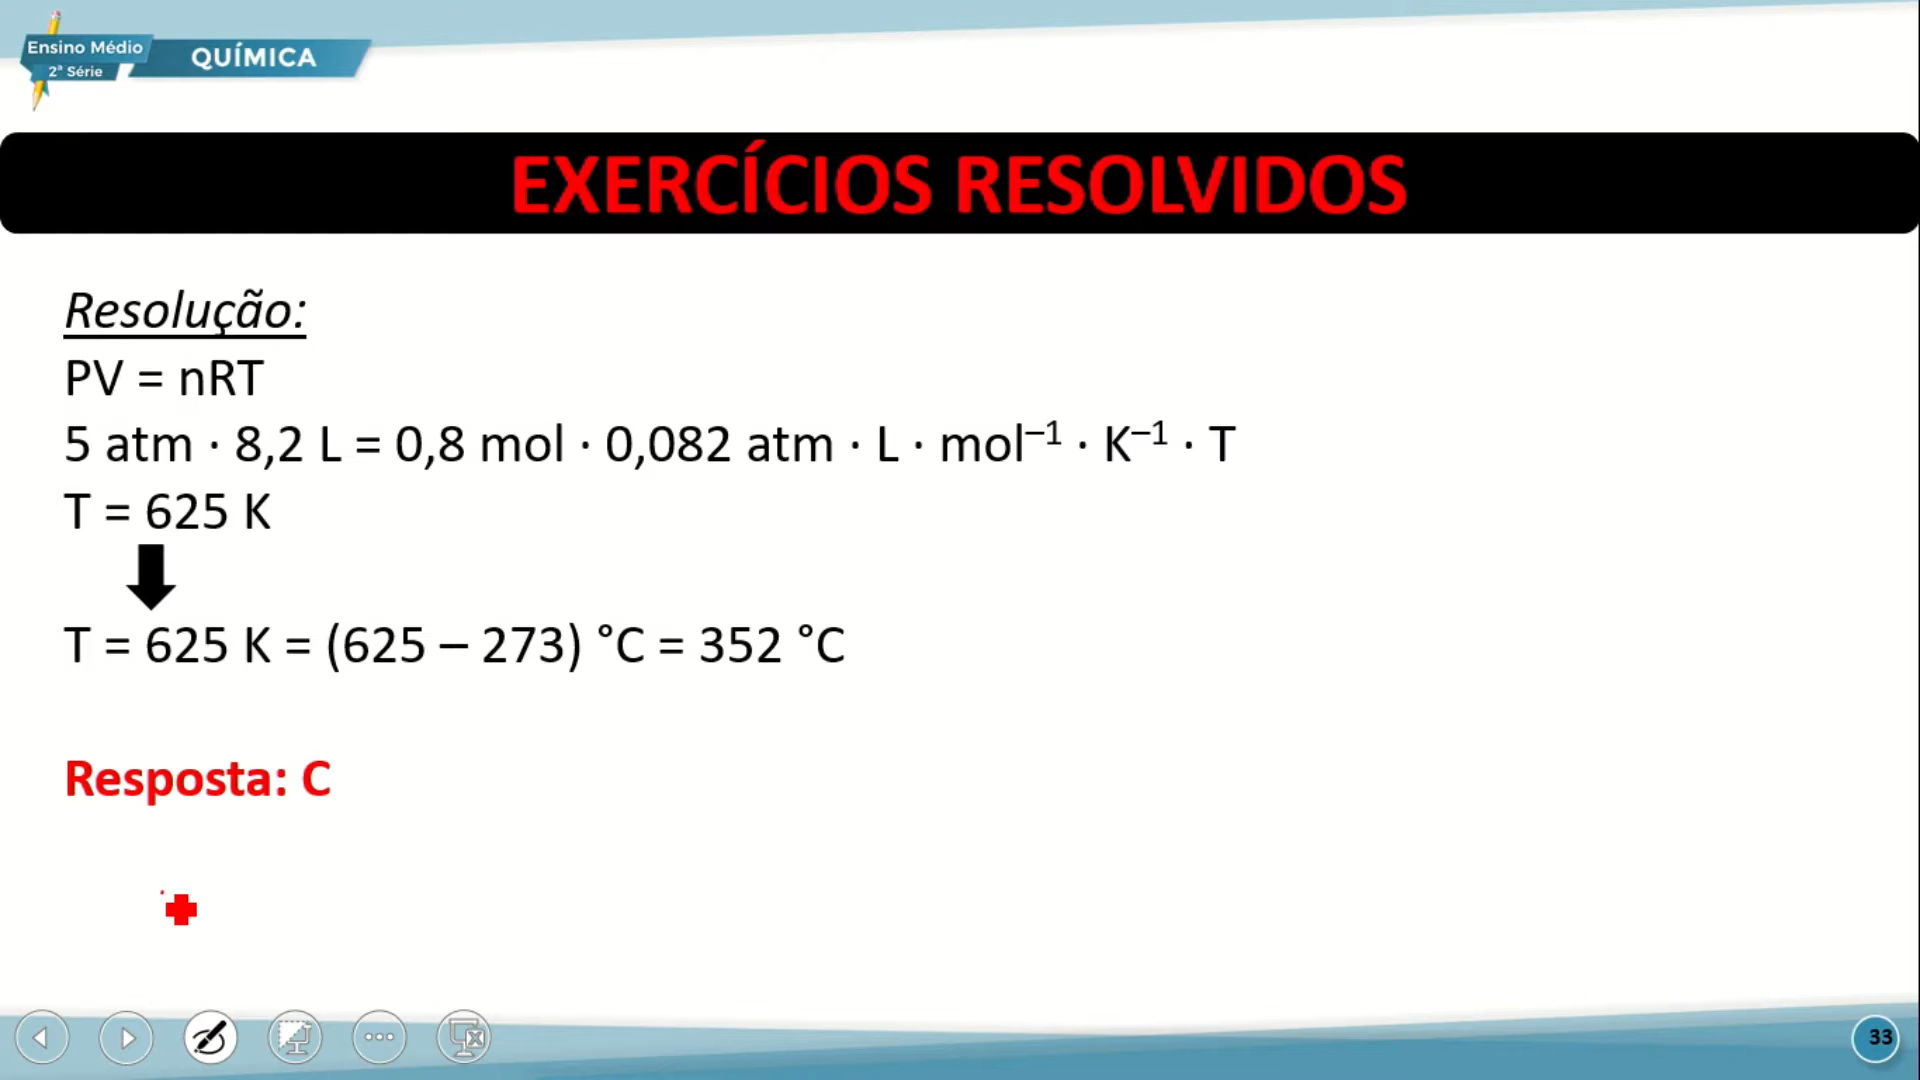 Ensino Médio
2ª Série
QUÍMICA
EXERCÍCIOS RESOLVIDOS
Resolução:
PV = nRT
5 atm · 8,2 L = 0,8 mol · 0,082 atm · L · mol⁻¹ · K⁻¹ · T
T = 625 K
T = 625 K = (625 – 273) °C = 352 °C
Resposta: C
33